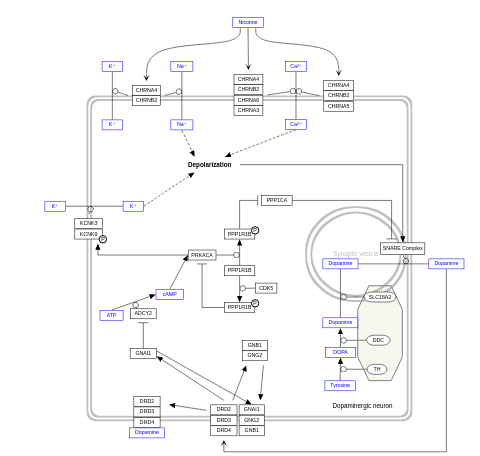 Nicotine
K⁺
Na⁺
Ca²⁺
CHRNA4
CHRNB2
CHRNA4
CHRNB2
CHRNA6
CHRNA3
CHRNA4
CHRNB2
CHRNA5
K⁺
Na⁺
Ca²⁺
Depolarization
K⁺
K⁺
PPP1CA
KCNK3
KCNK9
P
PPP1R1B
P
SNARE Complex
Synaptic vesicle
PRKACA
Dopamine
Dopamine
PPP1R1B
CDK5
cAMP
SLC18A2
PPP1R1B
P
ATP
ADCY2
Dopamine
DDC
GNAI1
GNB1
GNG2
DOPA
TH
Tyrosine
DRD2
DRD3
DRD4
Dopamine
DRD2
DRD3
DRD4
GNAI1
GNG2
GNB1
Dopaminergic neuron